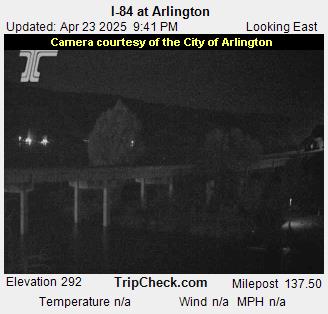 I-84 at Arlington
Updated: Apr 23 2025 9:41 PM Looking East
Camera courtesy of the City of Arlington
Elevation 292 TripCheck.com Milepost 137.50
Temperature n/a Wind n/a MPH n/a